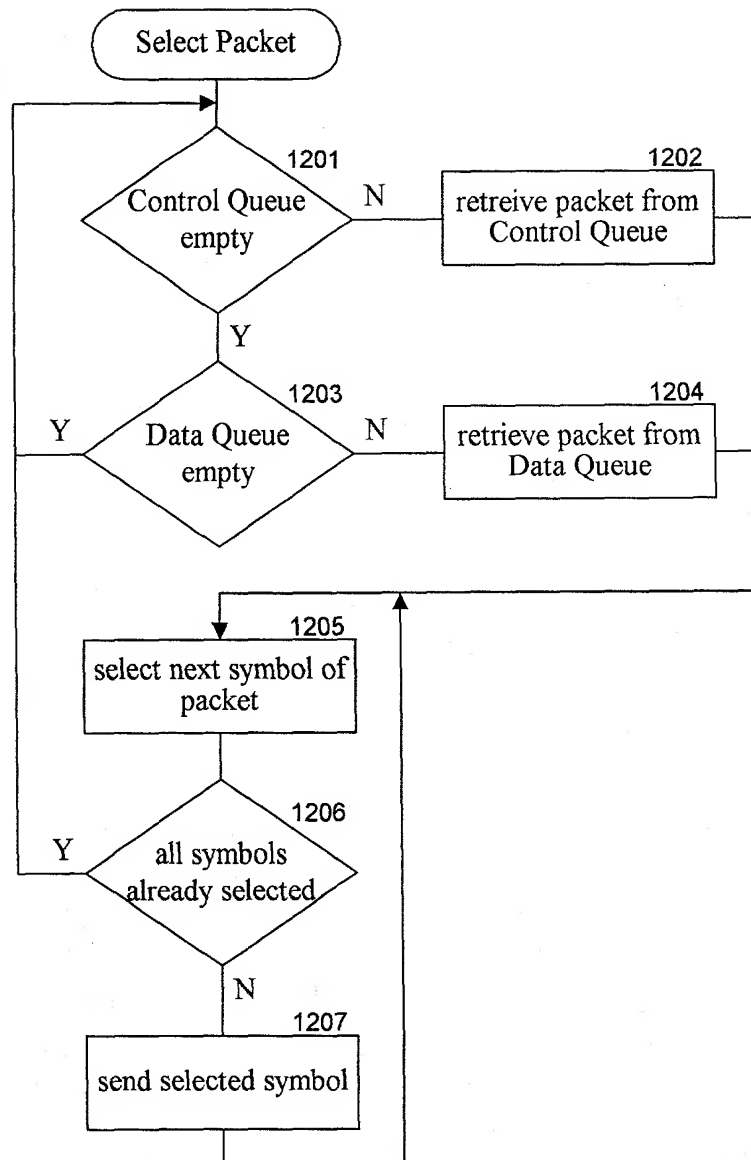 Select Packet
1201
Control Queue
empty
N
1202
retreive packet from
Control Queue
Y
1203
Data Queue
empty
Y
N
1204
retrieve packet from
Data Queue
1205
select next symbol of
packet
1206
all symbols
already selected
Y
N
1207
send selected symbol